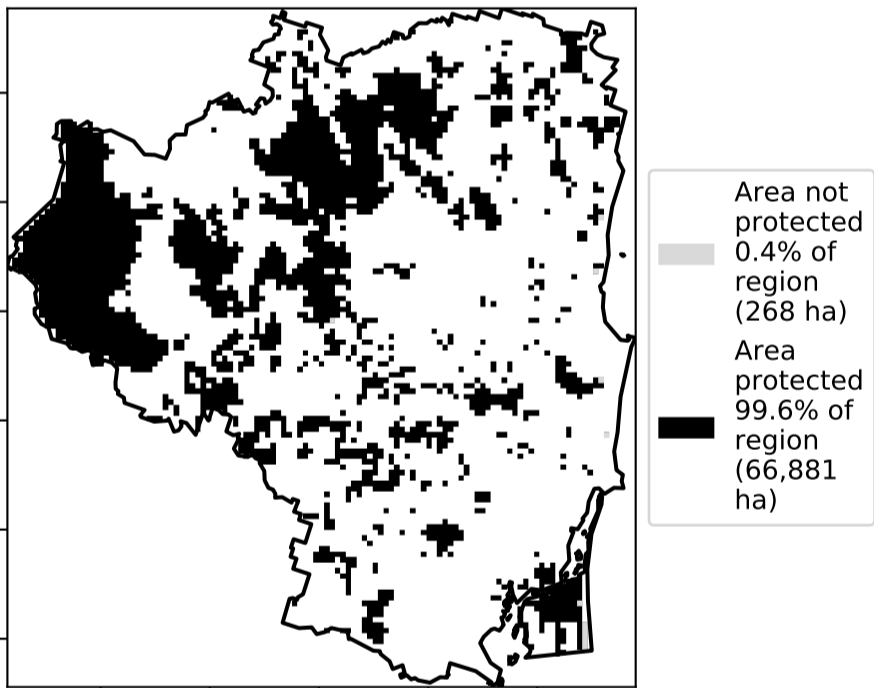 Area not
protected
0.4% of
region
(268 ha)
Area
protected
99.6% of
region
(66,881
ha)